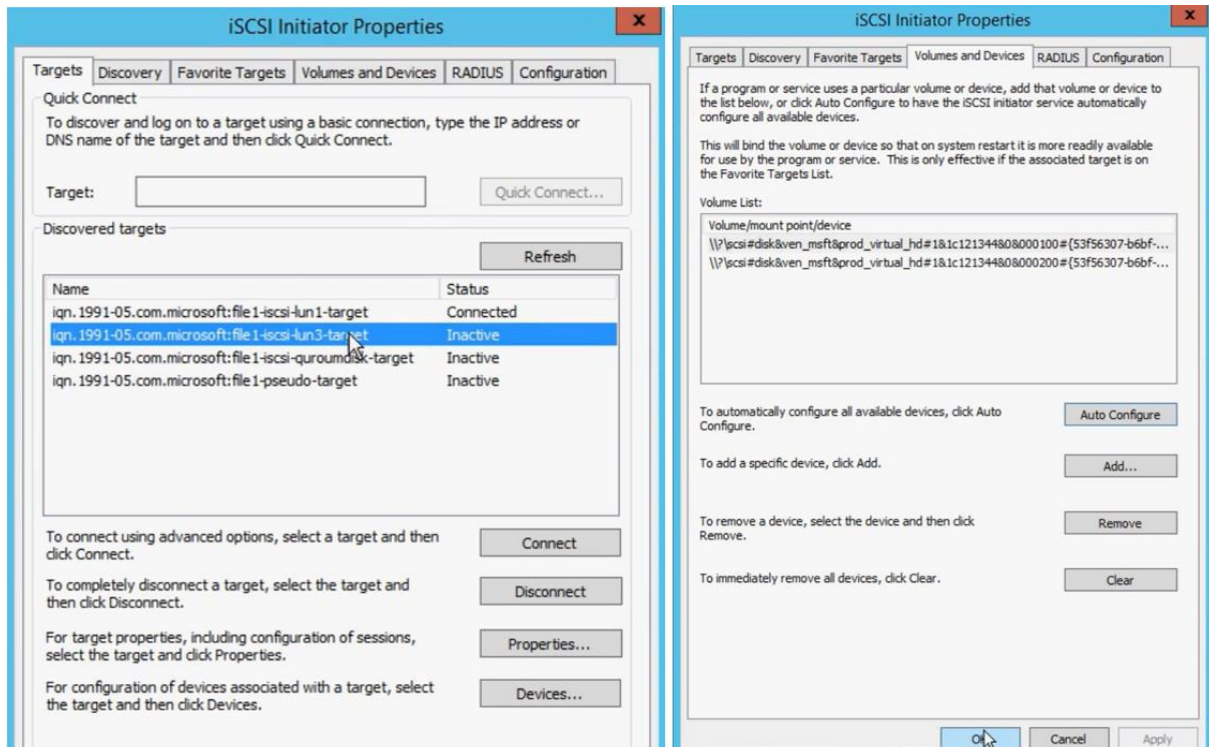 iSCSI Initiator Properties
x
Targets Discovery Favorite Targets Volumes and Devices RADIUS Configuration
Quick Connect
To discover and log on to a target using a basic connection, type the IP address or
DNS name of the target and then click Quick Connect.
Target:
Quick Connect...
Discovered targets
Refresh
Name Status
iqn.1991-05.com.microsoft:file1-iscsi-lun1-target Connected
iqn.1991-05.com.microsoft:file1-iscsi-lun3-target Inactive
iqn.1991-05.com.microsoft:file1-iscsi-quroumdisk-target Inactive
iqn.1991-05.com.microsoft:file1-pseudo-target Inactive
To connect using advanced options, select a target and then
click Connect.
Connect
To completely disconnect a target, select the target and
then click Disconnect.
Disconnect
For target properties, including configuration of sessions,
select the target and click Properties.
Properties...
For configuration of devices associated with a target, select
the target and then click Devices.
Devices...
iSCSI Initiator Properties
x
Targets Discovery Favorite Targets Volumes and Devices RADIUS Configuration
If a program or service uses a particular volume or device, add that volume or device to
the list below, or click Auto Configure to have the iSCSI initiator service automatically
configure all available devices.
This will bind the volume or device so that on system restart it is more readily available
for use by the program or service. This is only effective if the associated target is on
the Favorite Targets List.
Volume List:
Volume/mount point/device
\\?\scsi#disk&ven_msft&prod_virtual_hd#1&1c121344&0&000100#{53f56307-b6bf-...
\\?\scsi#disk&ven_msft&prod_virtual_hd#1&1c121344&0&000200#{53f56307-b6bf-...
To automatically configure all available devices, click Auto
Configure.
Auto Configure
To add a specific device, click Add.
Add...
To remove a device, select the device and then click
Remove.
Remove
To immediately remove all devices, click Clear.
Clear
OK Cancel Apply